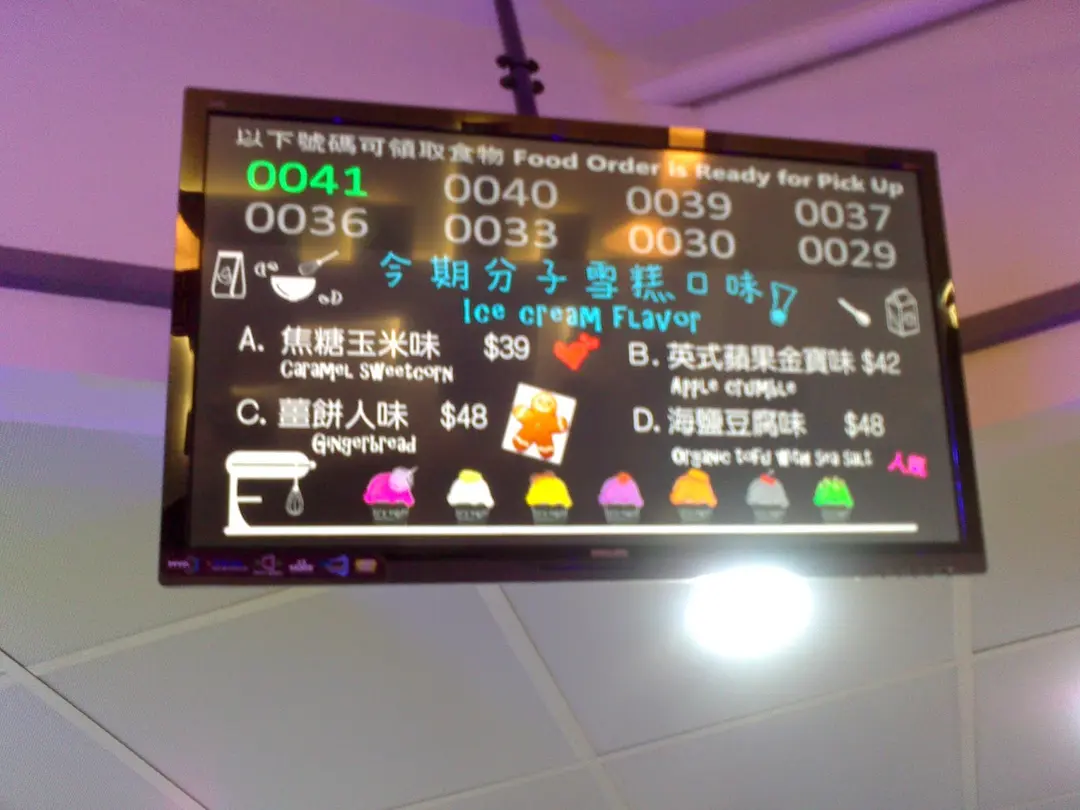 以下號碼可領取食物 Food Order is Ready for Pick Up
0041 0040 0039 0037
0036 0033 0030 0029
今期分子雪糕口味!
Ice cream Flavor
A. 焦糖玉米味 $39
Caramel Sweetcorn
B. 英式蘋果金寶味 $42
Apple Crumble
C. 薑餅人味 $48
Gingerbread
D. 海鹽豆腐味 $48
Organic tofu with sea salt
PHILIPS